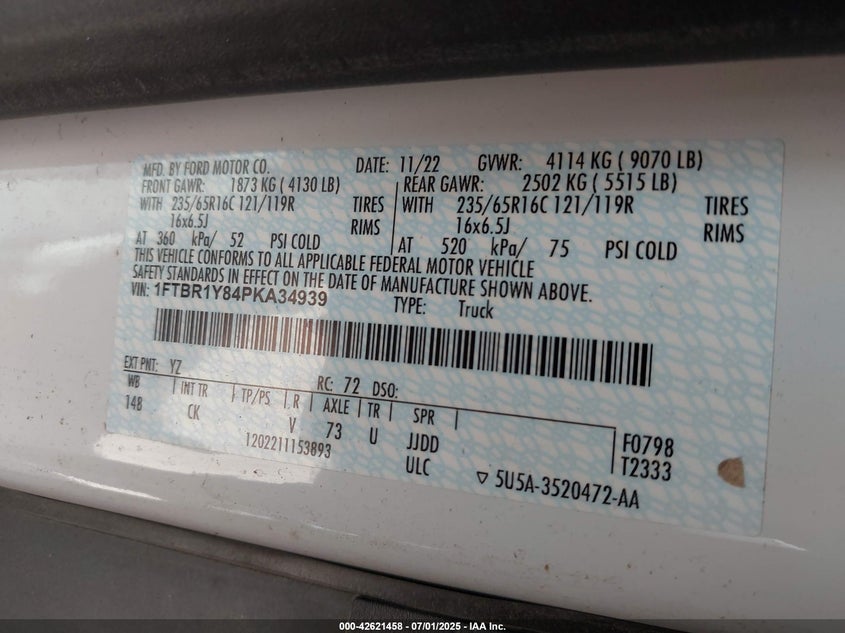 MFD. BY FORD MOTOR CO. DATE: 11/22 GVWR: 4114 KG ( 9070 LB)
FRONT GAWR: 1873 KG ( 4130 LB) REAR GAWR: 2502 KG ( 5515 LB)
WITH 235/65R16C 121/119R TIRES WITH 235/65R16C 121/119R TIRES
16x6.5J RIMS 16x6.5J RIMS
AT 360 kPa/ 52 PSI COLD AT 520 kPa/ 75 PSI COLD
THIS VEHICLE CONFORMS TO ALL APPLICABLE FEDERAL MOTOR VEHICLE
SAFETY STANDARDS IN EFFECT ON THE DATE OF MANUFACTURE SHOWN ABOVE.
VIN: 1FTBR1Y84PKA34939 TYPE: Truck
EXT PNT: YZ RC: 72 DSO:
WB INT TR TP/PS R AXLE TR SPR
148 CK V 73 U JJDD F0798
1202211153893 ULC T2333
▽ 5U5A-3520472-AA
000-42621458 - 07/01/2025 - IAA Inc.